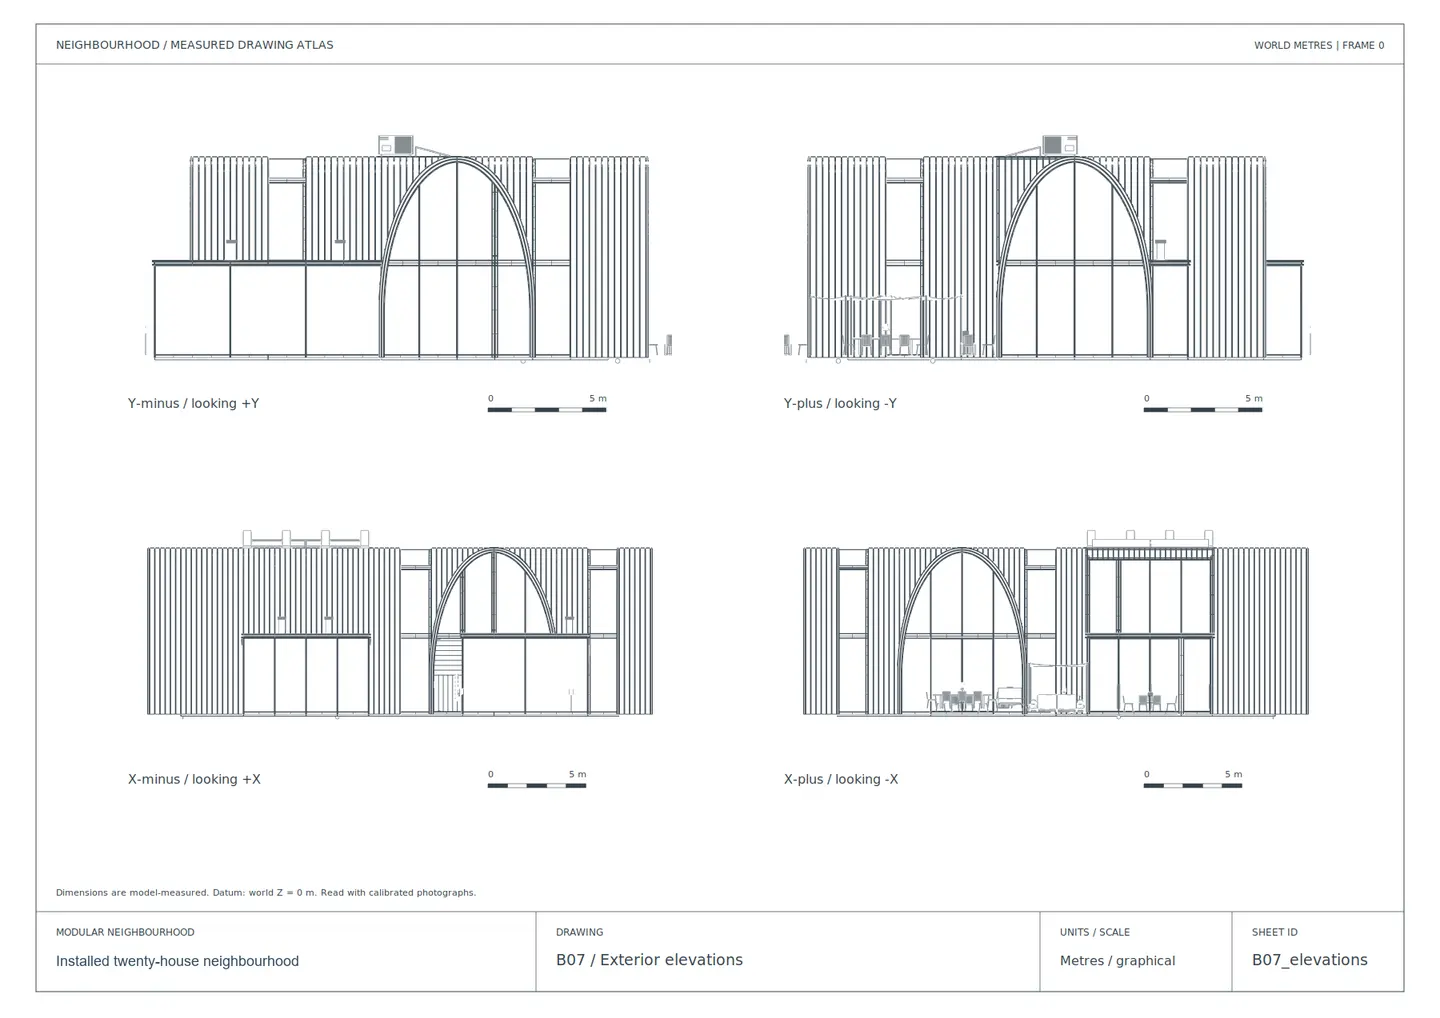 NEIGHBOURHOOD / MEASURED DRAWING ATLAS
WORLD METRES | FRAME 0
Y-minus / looking +Y
0 5 m
Y-plus / looking -Y
0 5 m
X-minus / looking +X
0 5 m
X-plus / looking -X
0 5 m
Dimensions are model-measured. Datum: world Z = 0 m. Read with calibrated photographs.
MODULAR NEIGHBOURHOOD
Installed twenty-house neighbourhood
DRAWING
B07 / Exterior elevations
UNITS / SCALE
Metres / graphical
SHEET ID
B07_elevations